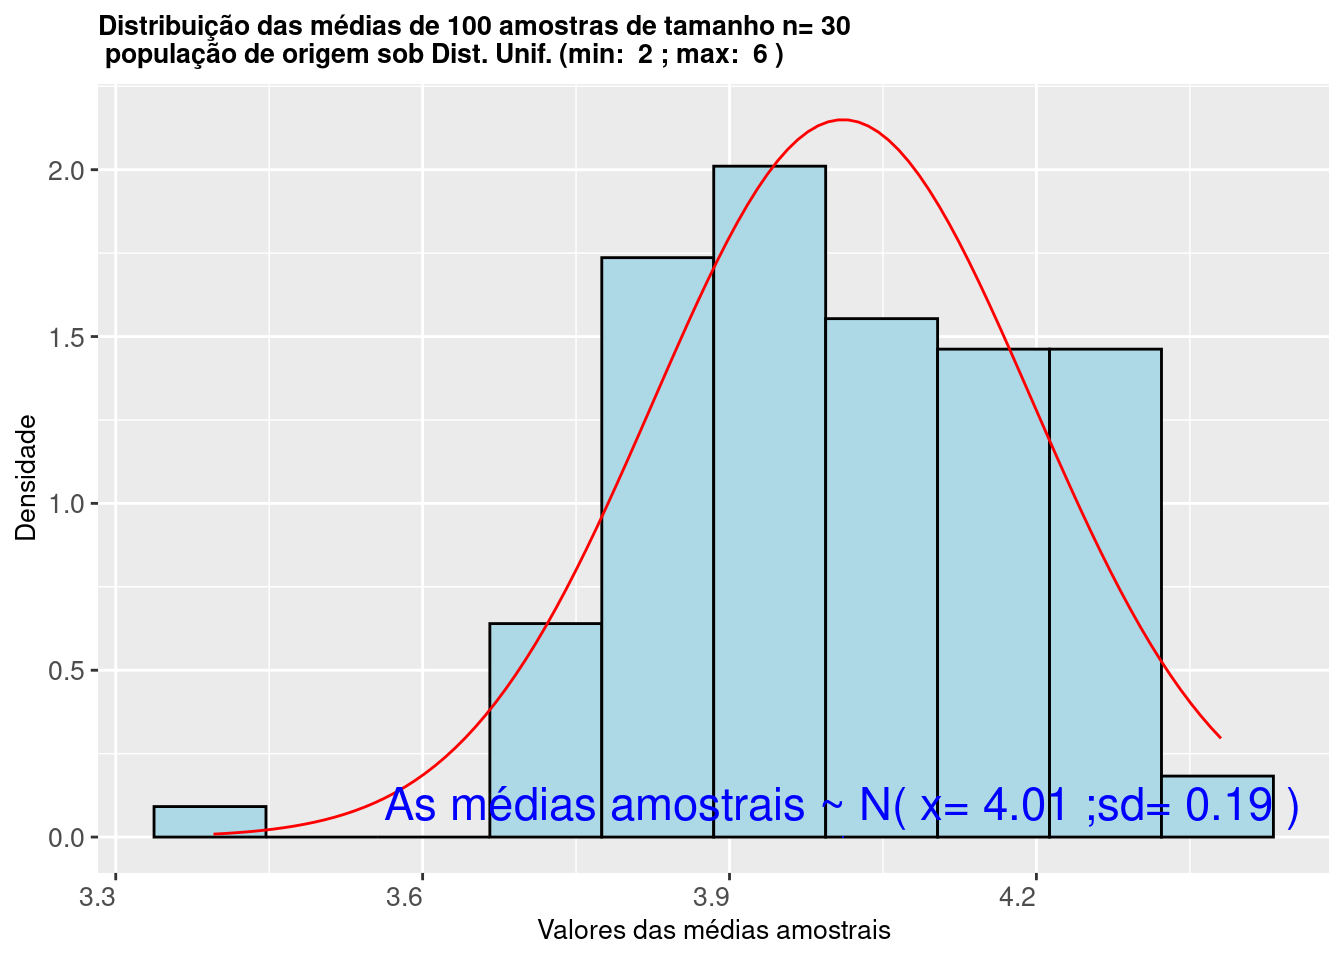 Distribuição das médias de 100 amostras de tamanho n= 30
população de origem sob Dist. Unif. (min:  2 ; max:  6 )
Densidade
2.0
1.5
1.0
0.5
0.0
As médias amostrais ~ N( x= 4.01 ;sd= 0.19 )
3.3 3.6 3.9 4.2
Valores das médias amostrais